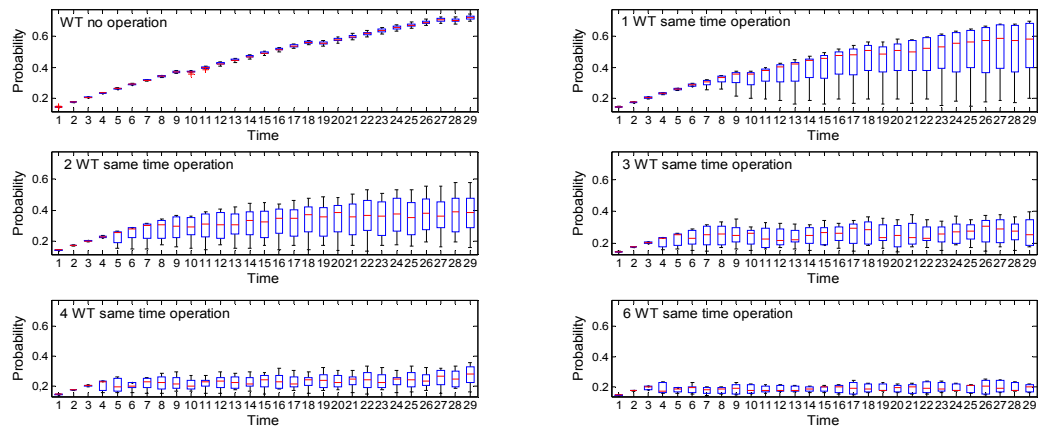 WT no operation
Probability
0.6
0.4
0.2
1 2 3 4 5 6 7 8 9 10 11 12 13 14 15 16 17 18 19 20 21 22 23 24 25 26 27 28 29
Time
1 WT same time operation
Probability
0.6
0.4
0.2
1 2 3 4 5 6 7 8 9 10 11 12 13 14 15 16 17 18 19 20 21 22 23 24 25 26 27 28 29
Time
2 WT same time operation
Probability
0.6
0.4
0.2
1 2 3 4 5 6 7 8 9 10 11 12 13 14 15 16 17 18 19 20 21 22 23 24 25 26 27 28 29
Time
3 WT same time operation
Probability
0.6
0.4
0.2
1 2 3 4 5 6 7 8 9 10 11 12 13 14 15 16 17 18 19 20 21 22 23 24 25 26 27 28 29
Time
4 WT same time operation
Probability
0.6
0.4
0.2
1 2 3 4 5 6 7 8 9 10 11 12 13 14 15 16 17 18 19 20 21 22 23 24 25 26 27 28 29
Time
6 WT same time operation
Probability
0.6
0.4
0.2
1 2 3 4 5 6 7 8 9 10 11 12 13 14 15 16 17 18 19 20 21 22 23 24 25 26 27 28 29
Time